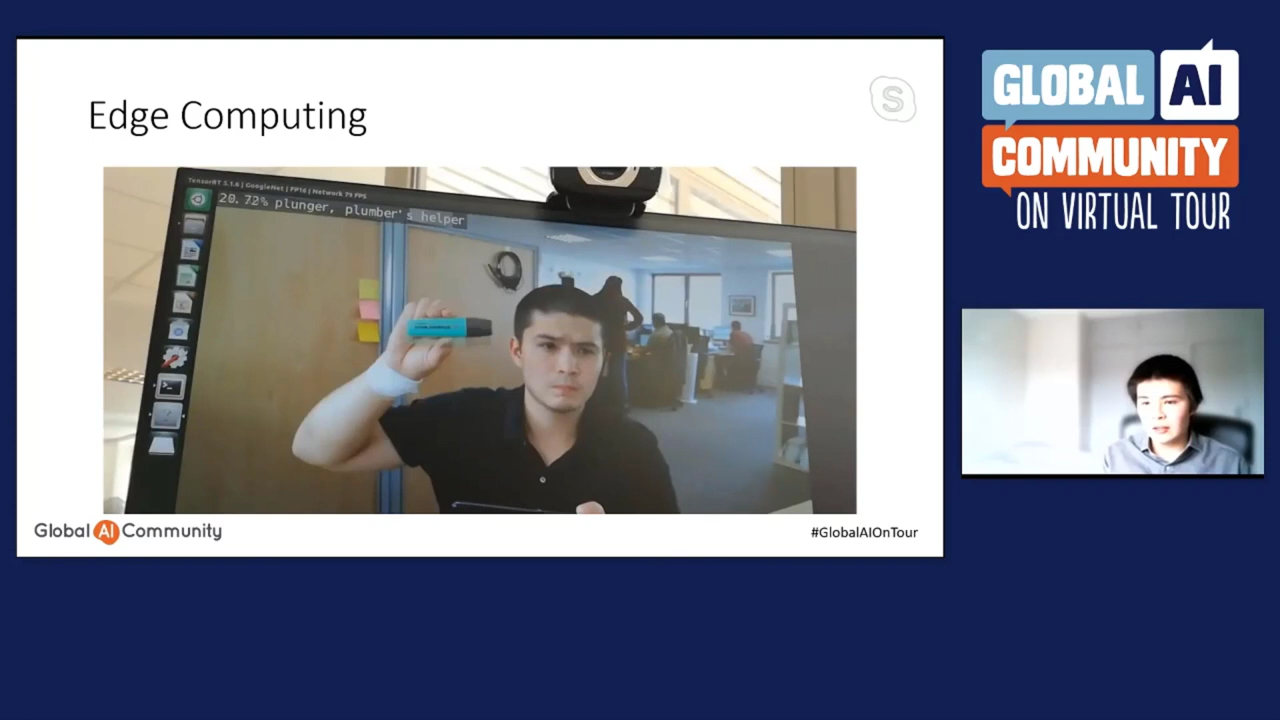 Edge Computing
S
TensorRT 5.1.6 | GoogleNet | FP16 | Network 79 FPS
20.72% plunger, plumber's helper
Global AI Community
#GlobalAIOnTour
GLOBAL AI
COMMUNITY
ON VIRTUAL TOUR